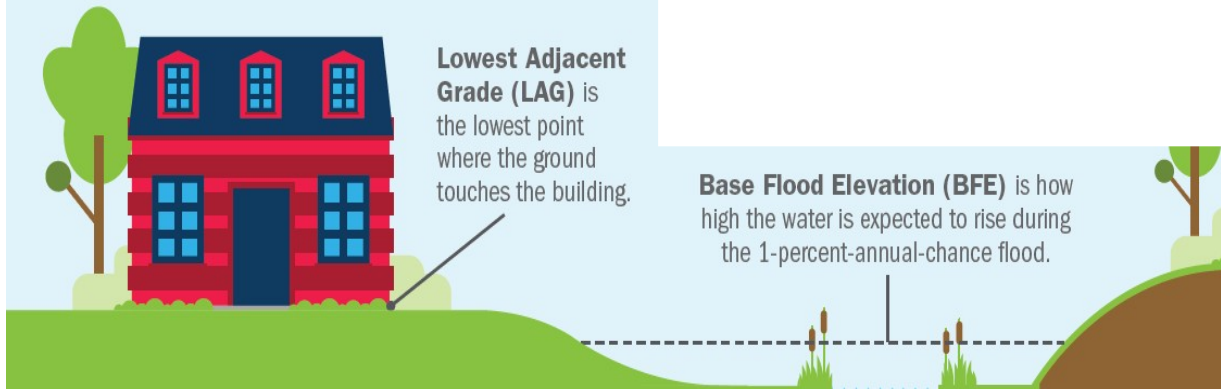 Lowest Adjacent
Grade (LAG) is
the lowest point
where the ground
touches the building.
Base Flood Elevation (BFE) is how
high the water is expected to rise during
the 1-percent-annual-chance flood.